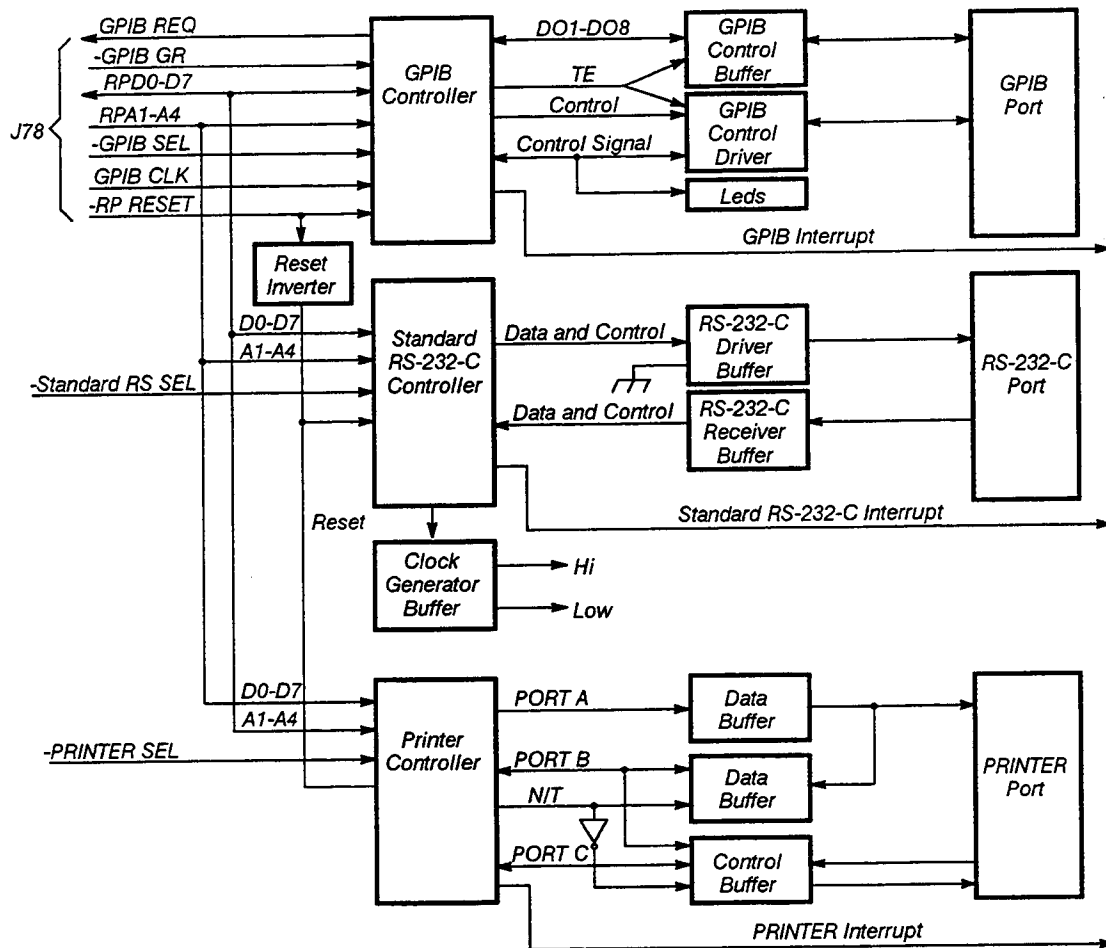 GPIB REQ
-GPIB GR
RPD0-D7
RPA1-A4
-GPIB SEL
GPIB CLK
-RP RESET
J78
GPIB
Controller
DO1-DO8
TE
Control
Control Signal
GPIB
Control
Buffer
GPIB
Control
Driver
Leds
GPIB
Port
GPIB Interrupt
Reset
Inverter
D0-D7
A1-A4
-Standard RS SEL
Standard
RS-232-C
Controller
Data and Control
Data and Control
RS-232-C
Driver
Buffer
RS-232-C
Receiver
Buffer
RS-232-C
Port
Standard RS-232-C Interrupt
Reset
Clock
Generator
Buffer
Hi
Low
D0-D7
A1-A4
-PRINTER SEL
Printer
Controller
PORT A
PORT B
N/T
PORT C
Data
Buffer
Data
Buffer
Control
Buffer
PRINTER
Port
PRINTER Interrupt